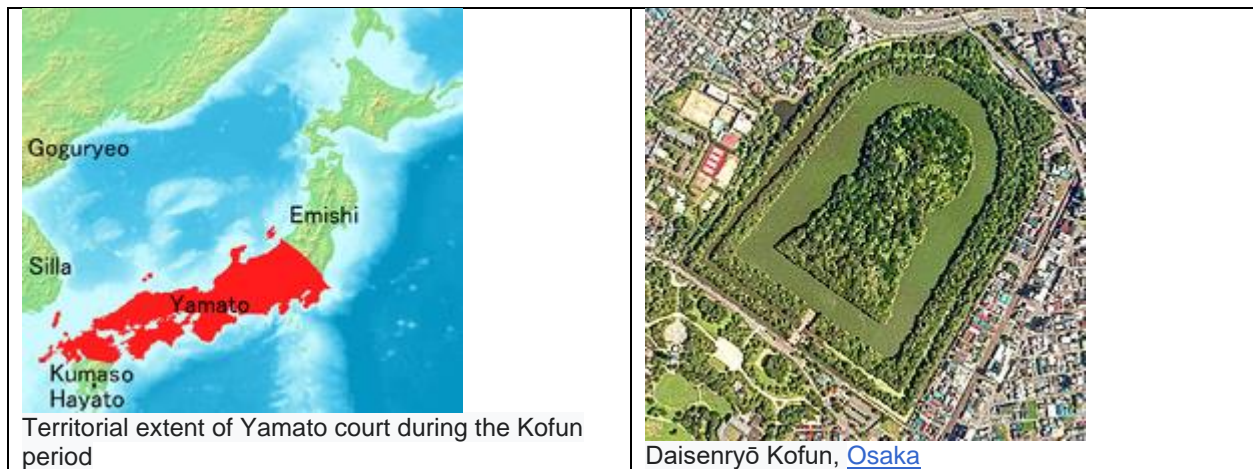 Goguryeo
Emishi
Silla
Yamato
Kumaso
Hayato
Territorial extent of Yamato court during the Kofun
period
Daisenryō Kofun, Osaka